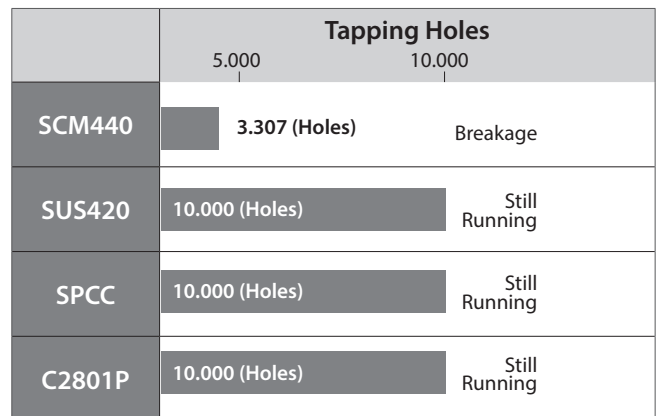 Tapping Holes
5.000 10.000
SCM440 3.307 (Holes) Breakage
SUS420 10.000 (Holes) Still
Running
SPCC 10.000 (Holes) Still
Running
C2801P 10.000 (Holes) Still
Running